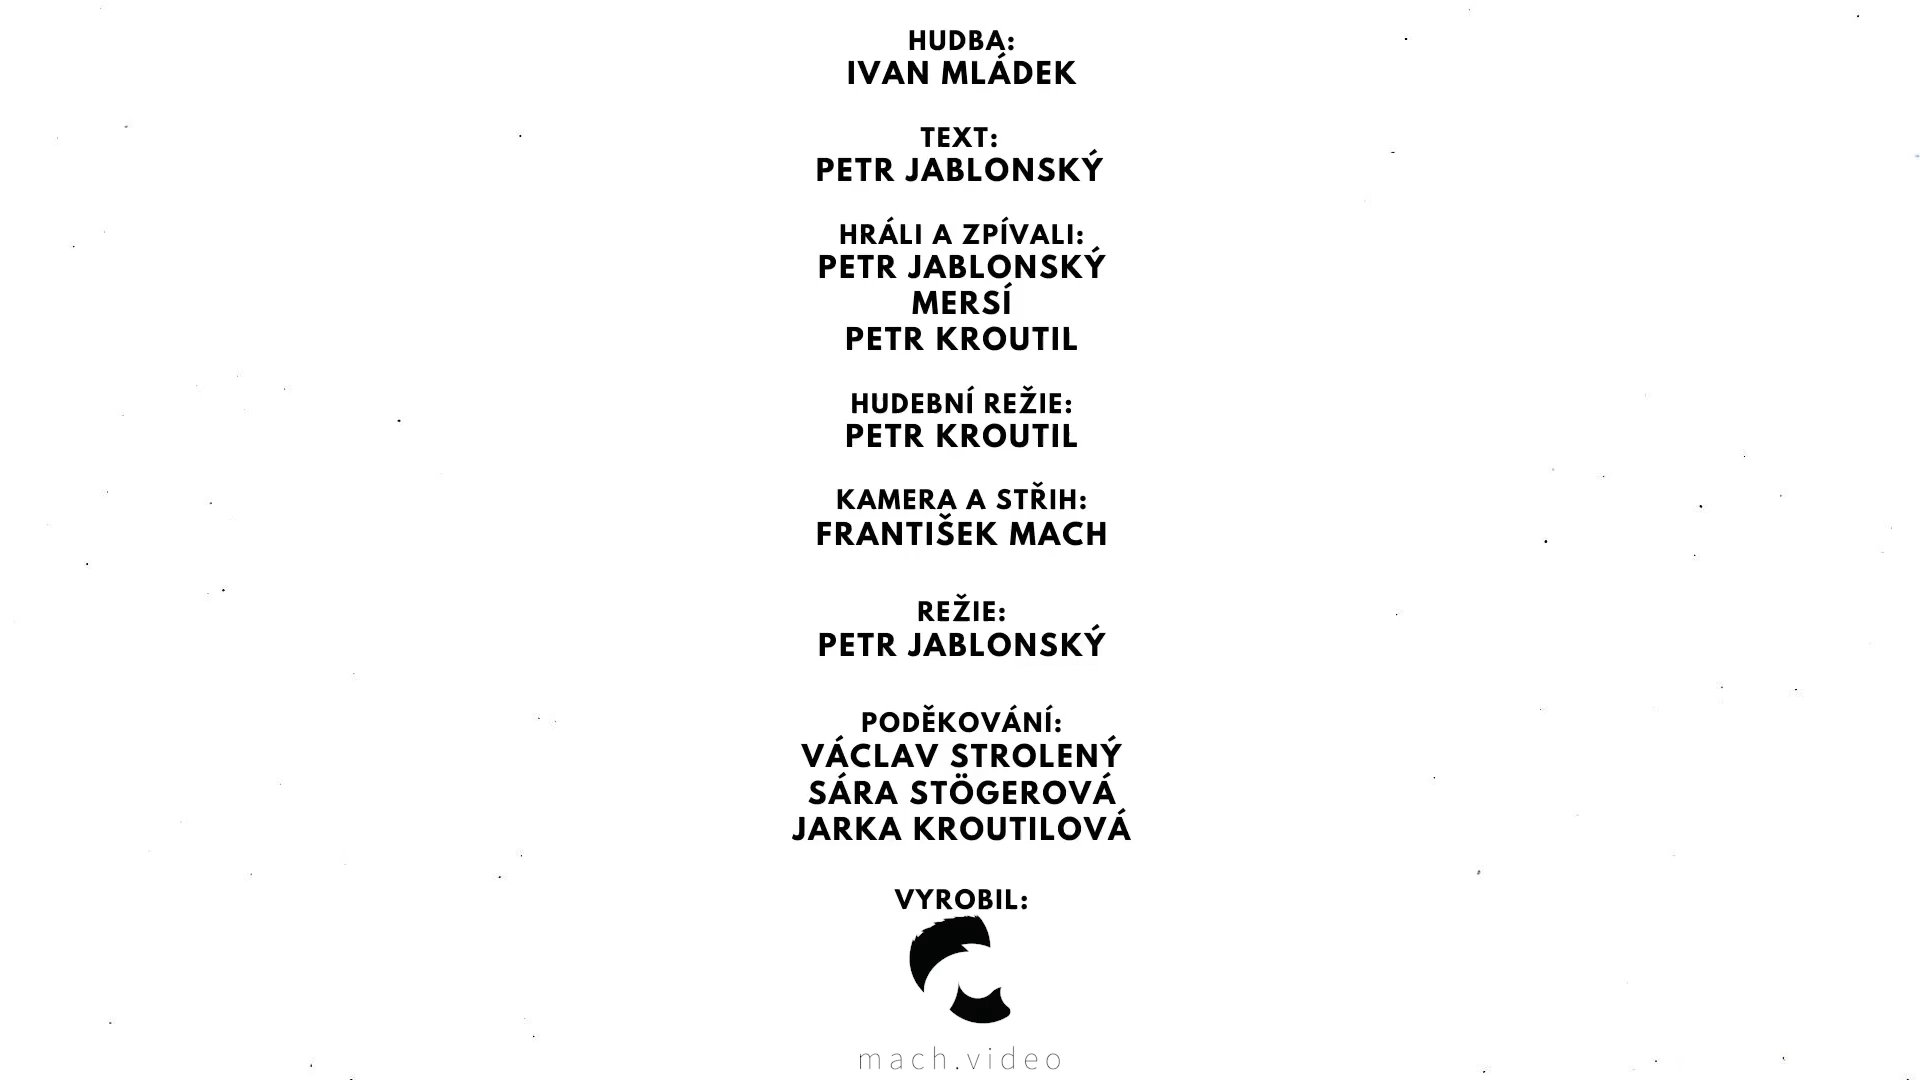 HUDBA:
IVAN MLÁDEK
TEXT:
PETR JABLONSKÝ
HRÁLI A ZPÍVALI:
PETR JABLONSKÝ
MERSÍ
PETR KROUTIL
HUDEBNÍ REŽIE:
PETR KROUTIL
KAMERA A STŘIH:
FRANTIŠEK MACH
REŽIE:
PETR JABLONSKÝ
PODĚKOVÁNÍ:
VÁCLAV STROLENÝ
SÁRA STÖGEROVÁ
JARKA KROUTILOVÁ
VYROBIL:
mach.video